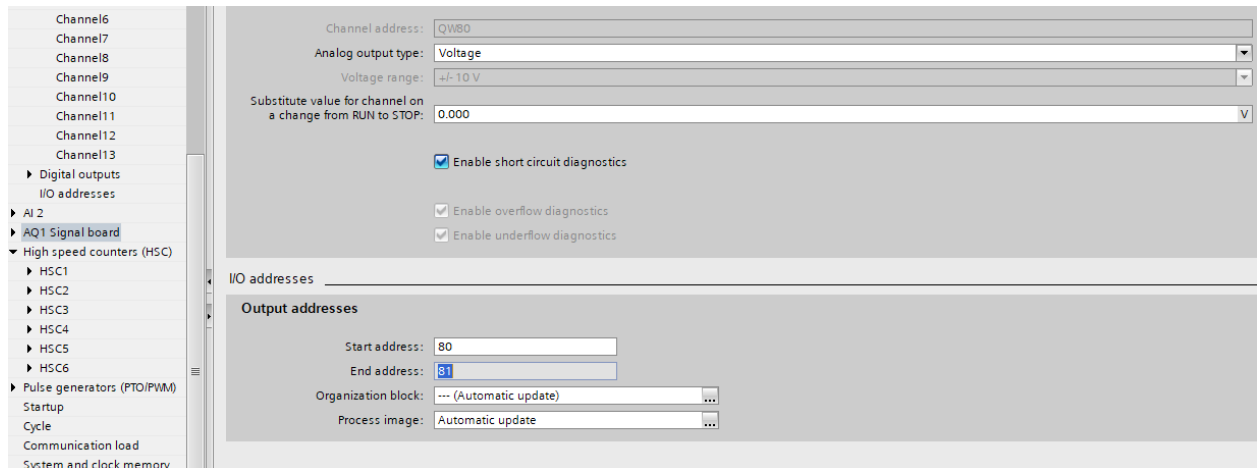 Channel6
Channel7
Channel8
Channel9
Channel10
Channel11
Channel12
Channel13
Digital outputs
I/O addresses
AI 2
AQ1 Signal board
High speed counters (HSC)
HSC1
HSC2
HSC3
HSC4
HSC5
HSC6
Pulse generators (PTO/PWM)
Startup
Cycle
Communication load
System and clock memory
Channel address: QW80
Analog output type: Voltage
Voltage range: +/- 10 V
Substitute value for channel on
a change from RUN to STOP: 0.000 V
Enable short circuit diagnostics
Enable overflow diagnostics
Enable underflow diagnostics
I/O addresses
Output addresses
Start address: 80
End address: 81
Organization block: --- (Automatic update) ...
Process image: Automatic update ...